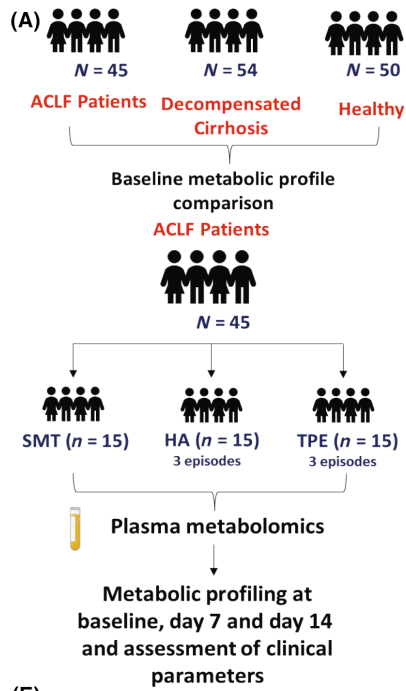 (A)
N = 45
N = 54
N = 50
ACLF Patients
Decompensated
Cirrhosis
Healthy
Baseline metabolic profile
comparison
ACLF Patients
N = 45
SMT (n = 15)
HA (n = 15)
3 episodes
TPE (n = 15)
3 episodes
Plasma metabolomics
Metabolic profiling at
baseline, day 7 and day 14
and assessment of clinical
parameters